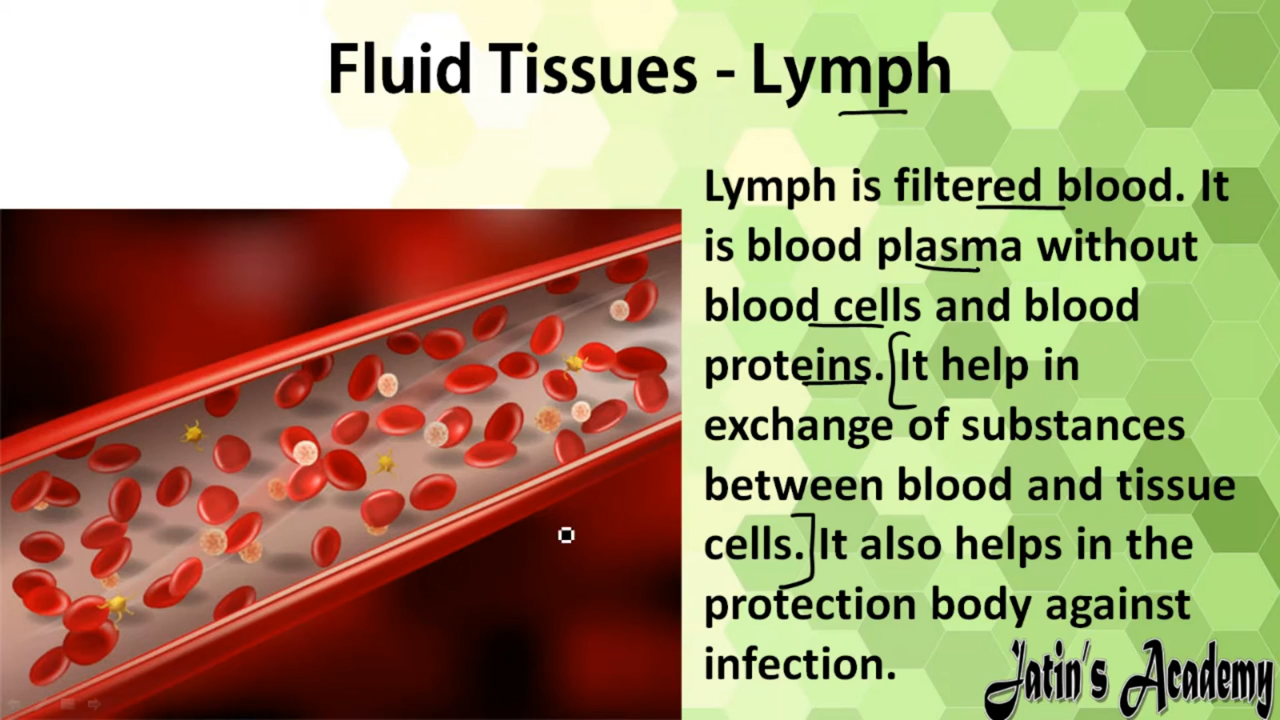 Fluid Tissues - Lymph
Lymph is filtered blood. It
is blood plasma without
blood cells and blood
proteins. It help in
exchange of substances
between blood and tissue
cells. It also helps in the
protection body against
infection.
Jatin's Academy